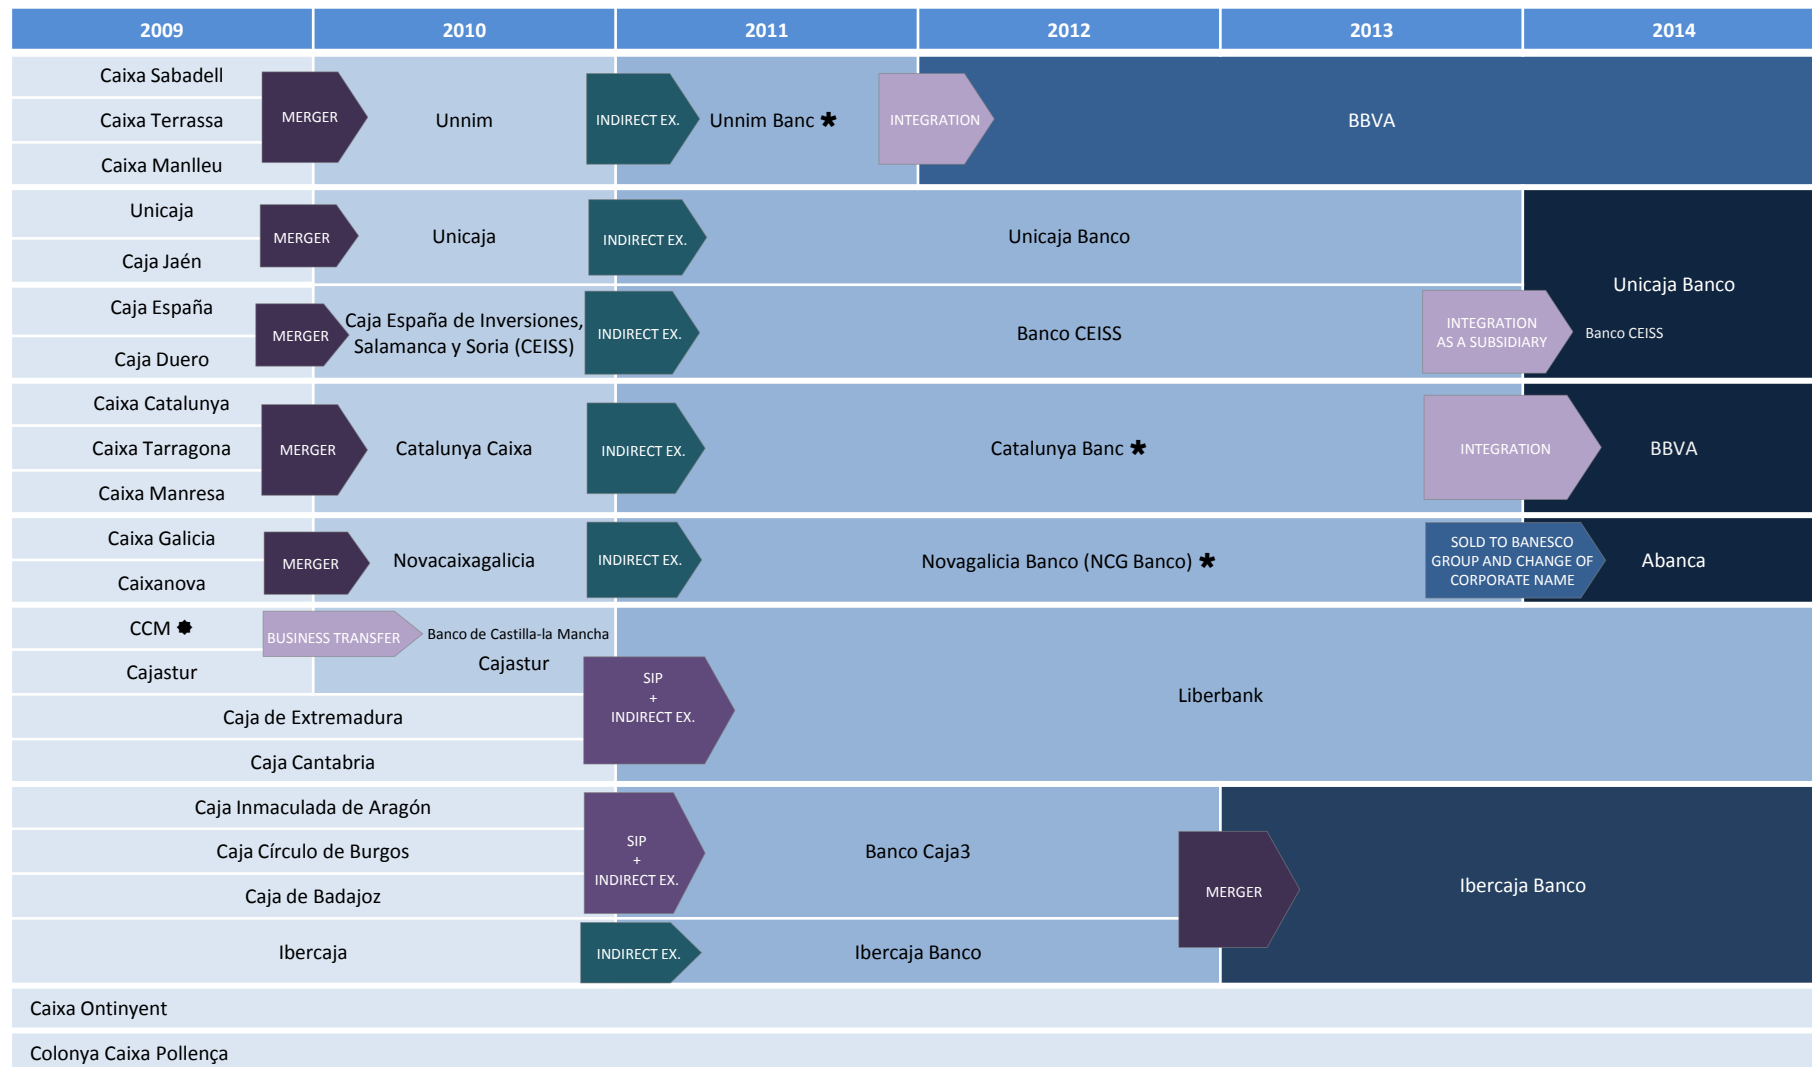 2009 2010 2011 2012 2013 2014
Caixa Sabadell
Caixa Terrassa
Caixa Manlleu
MERGER
Unnim
INDIRECT EX.
Unnim Banc *
INTEGRATION
BBVA
Unicaja
Caja Jaén
MERGER
Unicaja
INDIRECT EX.
Unicaja Banco
Caja España
Caja Duero
MERGER
Caja España de Inversiones,
Salamanca y Soria (CEISS)
INDIRECT EX.
Banco CEISS
INTEGRATION
AS A SUBSIDIARY
Unicaja Banco
Banco CEISS
Caixa Catalunya
Caixa Tarragona
Caixa Manresa
MERGER
Catalunya Caixa
INDIRECT EX.
Catalunya Banc *
INTEGRATION
BBVA
Caixa Galicia
Caixanova
MERGER
Novacaixagalicia
INDIRECT EX.
Novagalicia Banco (NCG Banco) *
SOLD TO BANESCO
GROUP AND CHANGE OF
CORPORATE NAME
Abanca
CCM
Cajastur
BUSINESS TRANSFER
Banco de Castilla-la Mancha
Cajastur
Caja de Extremadura
Caja Cantabria
SIP
+
INDIRECT EX.
Liberbank
Caja Inmaculada de Aragón
Caja Círculo de Burgos
Caja de Badajoz
SIP
+
INDIRECT EX.
Banco Caja3
Ibercaja
INDIRECT EX.
Ibercaja Banco
MERGER
Ibercaja Banco
Caixa Ontinyent
Colonya Caixa Pollença